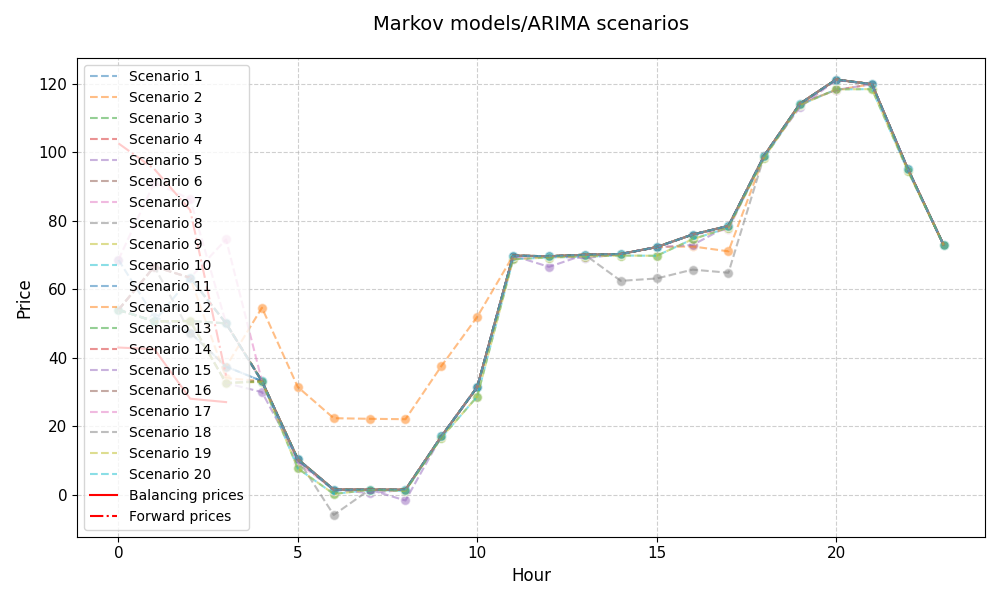 Markov models/ARIMA scenarios
Price
120
100
80
60
40
20
0
Scenario 1
Scenario 2
Scenario 3
Scenario 4
Scenario 5
Scenario 6
Scenario 7
Scenario 8
Scenario 9
Scenario 10
Scenario 11
Scenario 12
Scenario 13
Scenario 14
Scenario 15
Scenario 16
Scenario 17
Scenario 18
Scenario 19
Scenario 20
Balancing prices
Forward prices
0 5 10 15 20
Hour